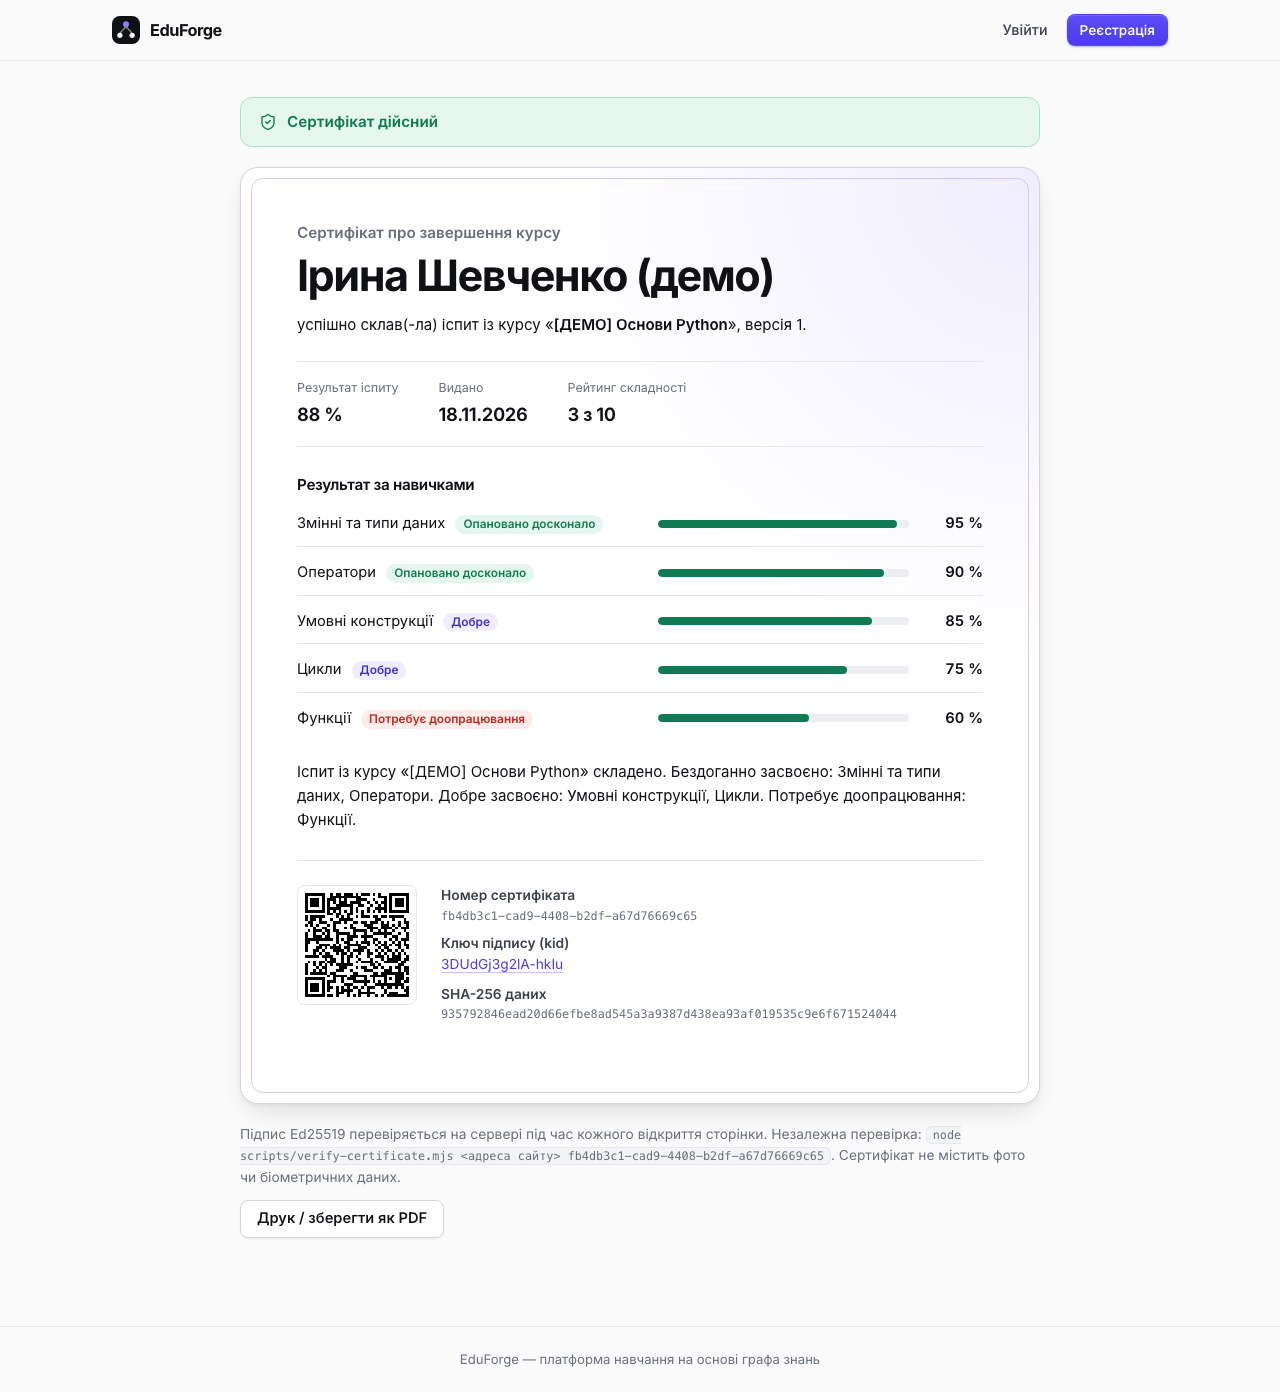 EduForge
Увійти
Реєстрація
Сертифікат дійсний
Сертифікат про завершення курсу
Ірина Шевченко (демо)
успішно склав(-ла) іспит із курсу «[ДЕМО] Основи Python», версія 1.
Результат іспиту
88 %
Видано
18.11.2026
Рейтинг складності
3 з 10
Результат за навичками
Змінні та типи даних Опановано досконало 95 %
Оператори Опановано досконало 90 %
Умовні конструкції Добре 85 %
Цикли Добре 75 %
Функції Потребує доопрацювання 60 %
Іспит із курсу «[ДЕМО] Основи Python» складено. Бездоганно засвоєно: Змінні та типи
даних, Оператори. Добре засвоєно: Умовні конструкції, Цикли. Потребує доопрацювання:
Функції.
Номер сертифіката
fb4db3c1-cad9-4408-b2df-a67d76669c65
Ключ підпису (kid)
3DUdGj3g2lA-hklu
SHA-256 даних
935792846ead20d66efbe8ad545a3a9387d438ea93af019535c9e6f671524044
Підпис Ed25519 перевіряється на сервері під час кожного відкриття сторінки. Незалежна перевірка: node
scripts/verify-certificate.mjs <адреса сайту> fb4db3c1-cad9-4408-b2df-a67d76669c65. Сертифікат не містить фото
чи біометричних даних.
Друк / зберегти як PDF
EduForge — платформа навчання на основі графа знань